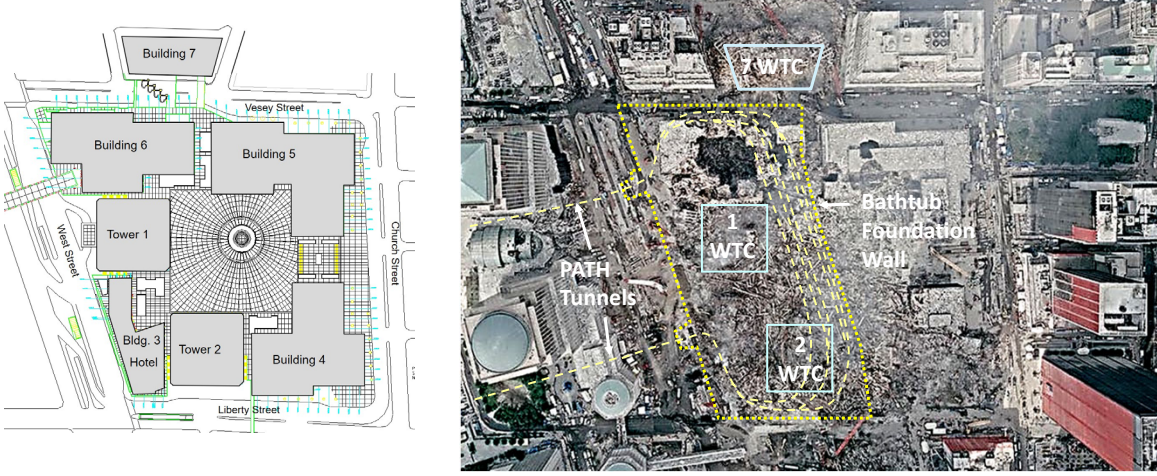 Building 7
Vesey Street
Building 6
Building 5
Tower 1
West Street
Church Street
Bldg. 3
Hotel
Tower 2
Building 4
Liberty Street
7 WTC
1
WTC
Bathtub
Foundation
Wall
PATH
Tunnels
2
WTC